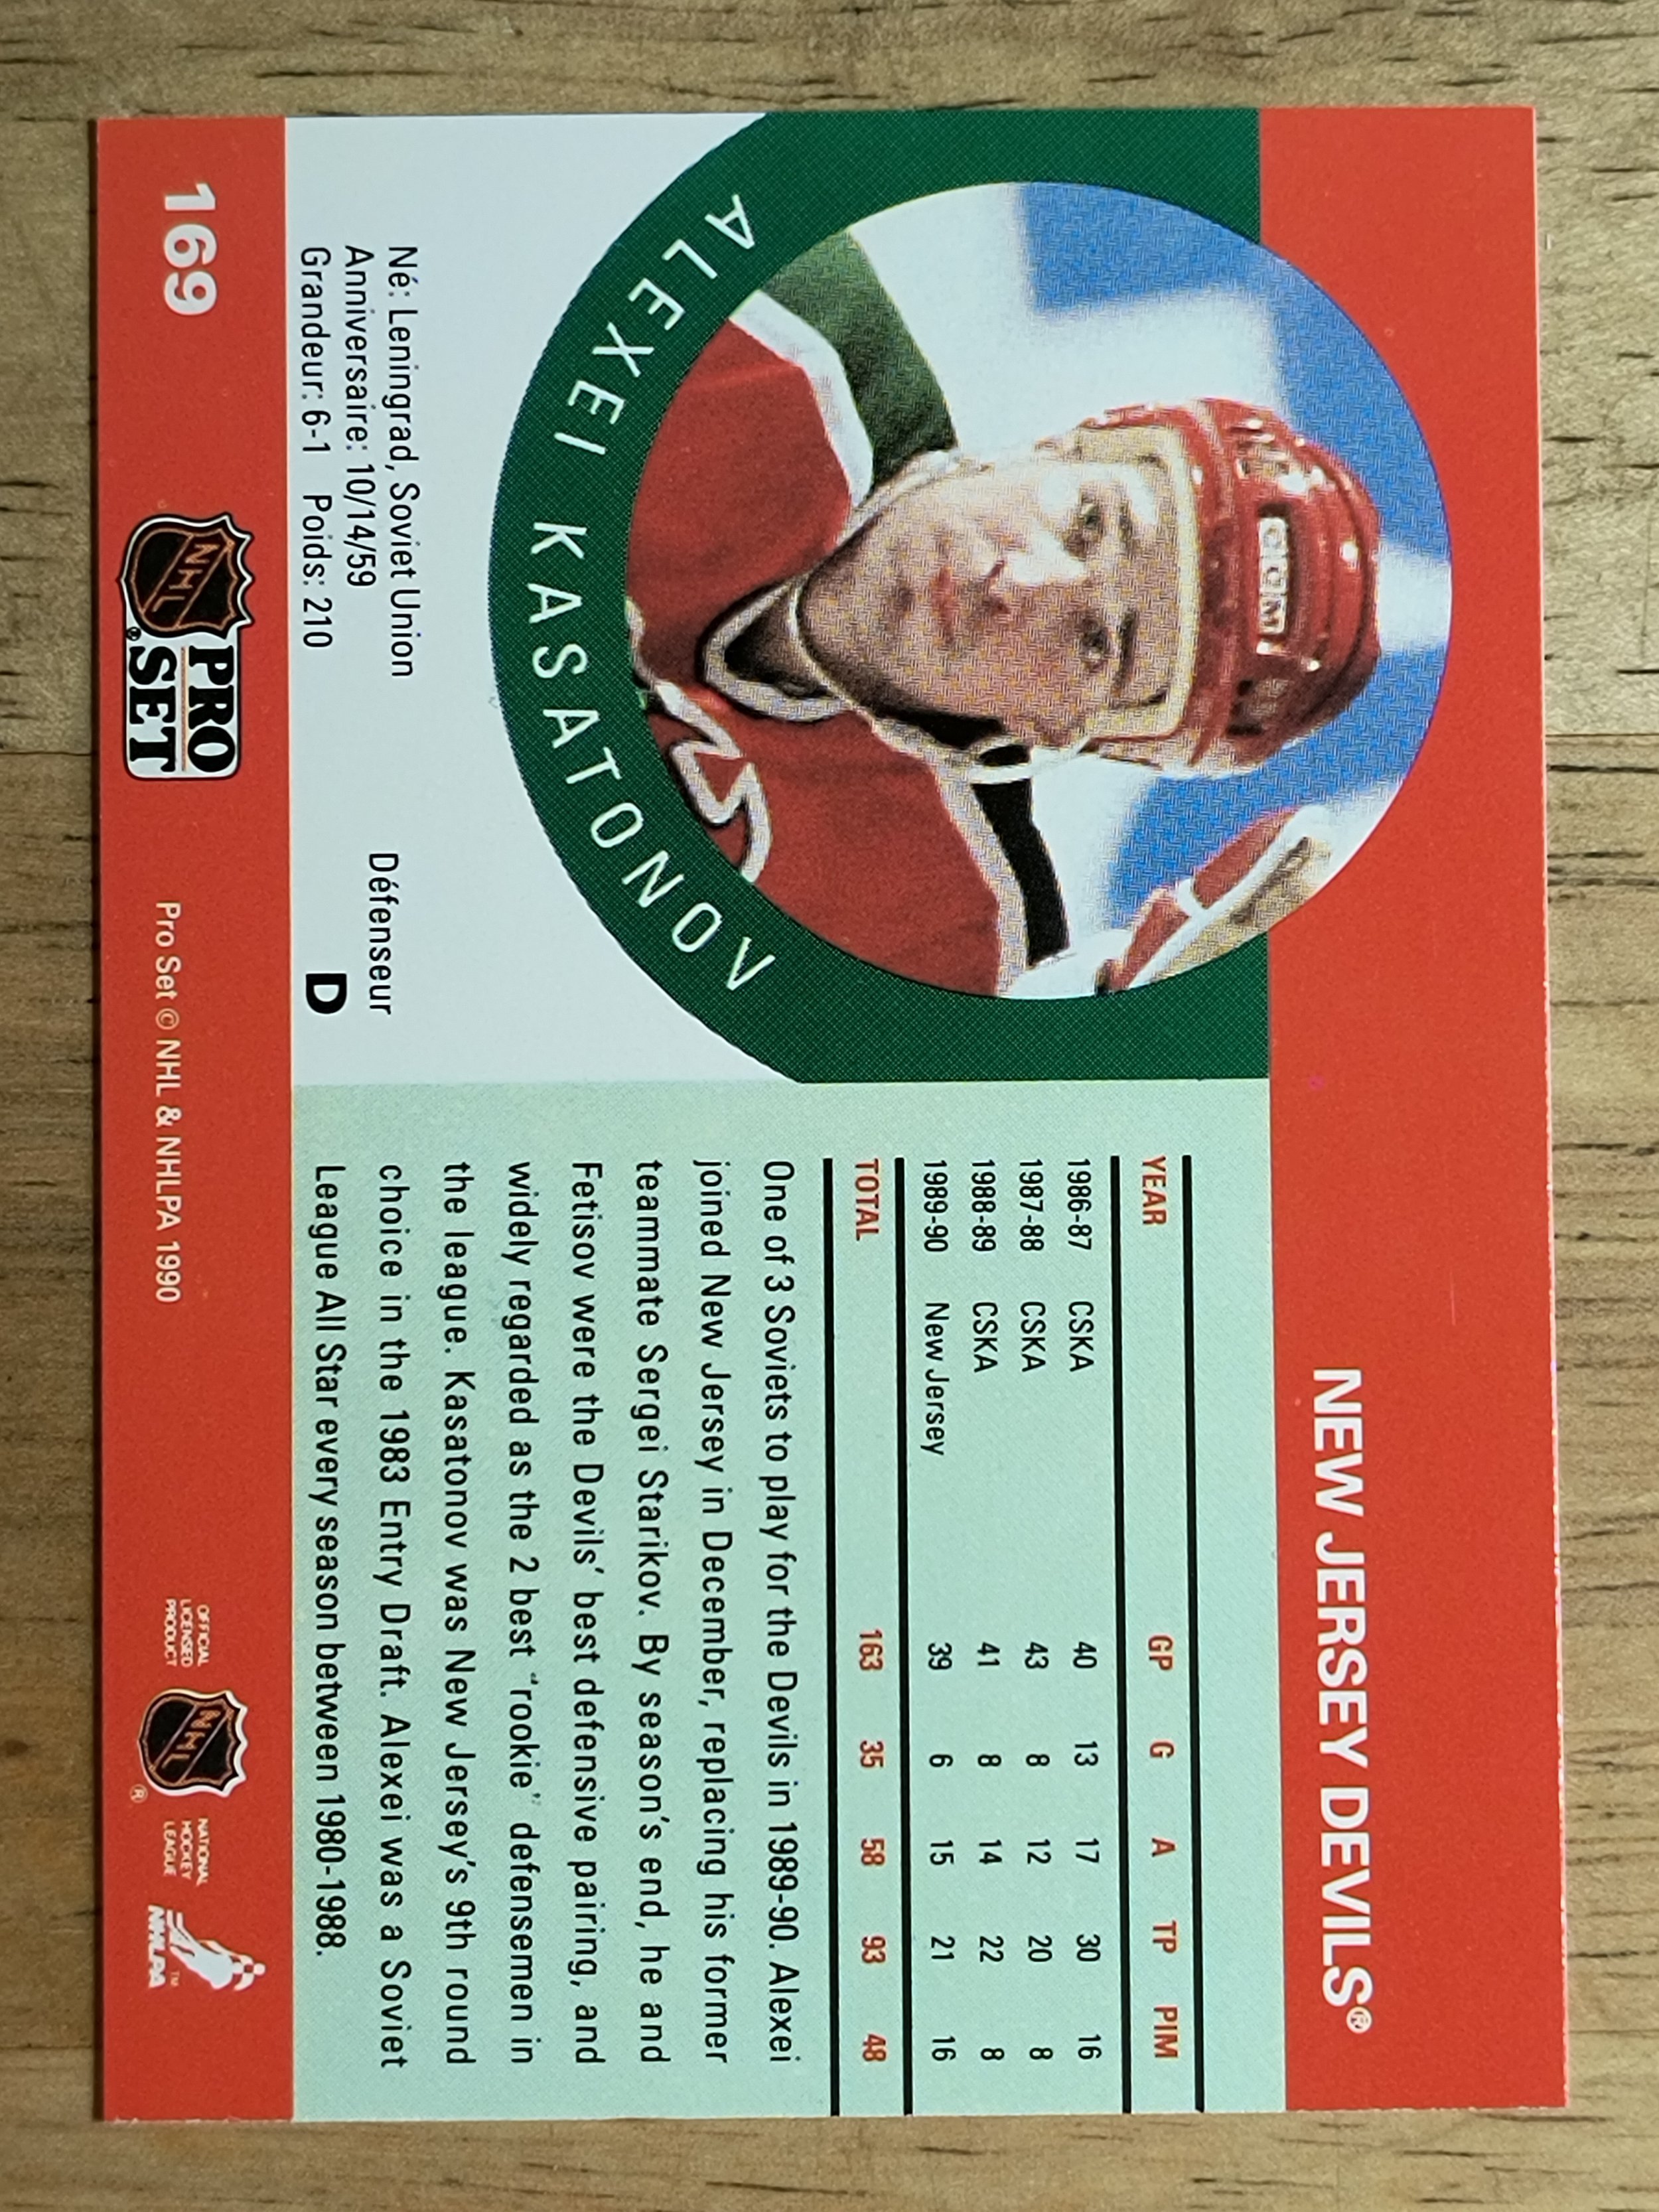 NEW JERSEY DEVILS®
CCM
ALEXEI KASATONOV
Né: Leningrad, Soviet Union
Anniversaire: 10/14/59
Grandeur: 6-1 Poids: 210
Défenseur
D
YEAR GP G A TP PIM
1986-87 CSKA 40 13 17 30 16
1987-88 CSKA 43 8 12 20 8
1988-89 CSKA 41 8 14 22 8
1989-90 New Jersey 39 6 15 21 16
TOTAL 163 35 58 93 48
One of 3 Soviets to play for the Devils in 1989-90. Alexei
joined New Jersey in December, replacing his former
teammate Sergei Starikov. By season's end, he and
Fetisov were the Devils' best defensive pairing, and
widely regarded as the 2 best "rookie" defensemen in
the league. Kasatonov was New Jersey's 9th round
choice in the 1983 Entry Draft. Alexei was a Soviet
League All Star every season between 1980-1988.
169
NHL
®
PRO
SET
Pro Set © NHL & NHLPA 1990
OFFICIAL
LICENSED
PRODUCT
NHL
®
NATIONAL
HOCKEY
LEAGUE
NHLPA
™